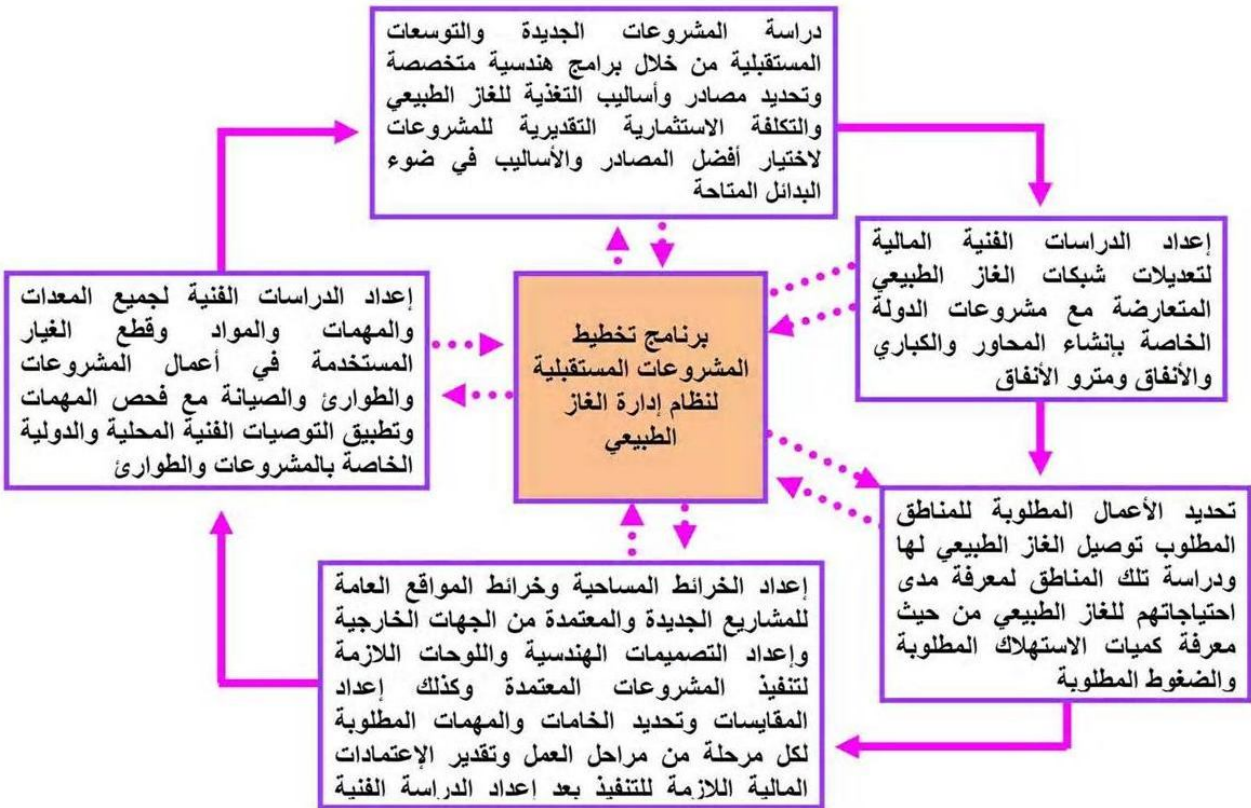 دراسة المشروعات الجديدة والتوسعات
المستقبلية من خلال برامج هندسية متخصصة
وتحديد مصادر وأساليب التغذية للغاز الطبيعي
والتكلفة الاستثمارية التقديرية للمشروعات
لاختيار أفضل المصادر والأساليب في ضوء
البدائل المتاحة
إعداد الدراسات الفنية المالية
لتعديلات شبكات الغاز الطبيعي
المتعارضة مع مشروعات الدولة
الخاصة بإنشاء المحاور والكباري
والأنفاق ومترو الأنفاق
تحديد الأعمال المطلوبة للمناطق
المطلوب توصيل الغاز الطبيعي لها
ودراسة تلك المناطق لمعرفة مدى
احتياجاتهم للغاز الطبيعي من حيث
معرفة كميات الاستهلاك المطلوبة
والضغوط المطلوبة
إعداد الخرائط المساحية وخرائط المواقع العامة
للمشاريع الجديدة والمعتمدة من الجهات الخارجية
وإعداد التصميمات الهندسية واللوحات اللازمة
لتنفيذ المشروعات المعتمدة وكذلك إعداد
المقايسات وتحديد الخامات والمهمات المطلوبة
لكل مرحلة من مراحل العمل وتقدير الإعتمادات
المالية اللازمة للتنفيذ بعد إعداد الدراسة الفنية
إعداد الدراسات الفنية لجميع المعدات
والمهمات والمواد وقطع الغيار
المستخدمة في أعمال المشروعات
والطوارئ والصيانة مع فحص المهمات
وتطبيق التوصيات الفنية المحلية والدولية
الخاصة بالمشروعات والطوارئ
برنامج تخطيط
المشروعات المستقبلية
لنظام إدارة الغاز
الطبيعي